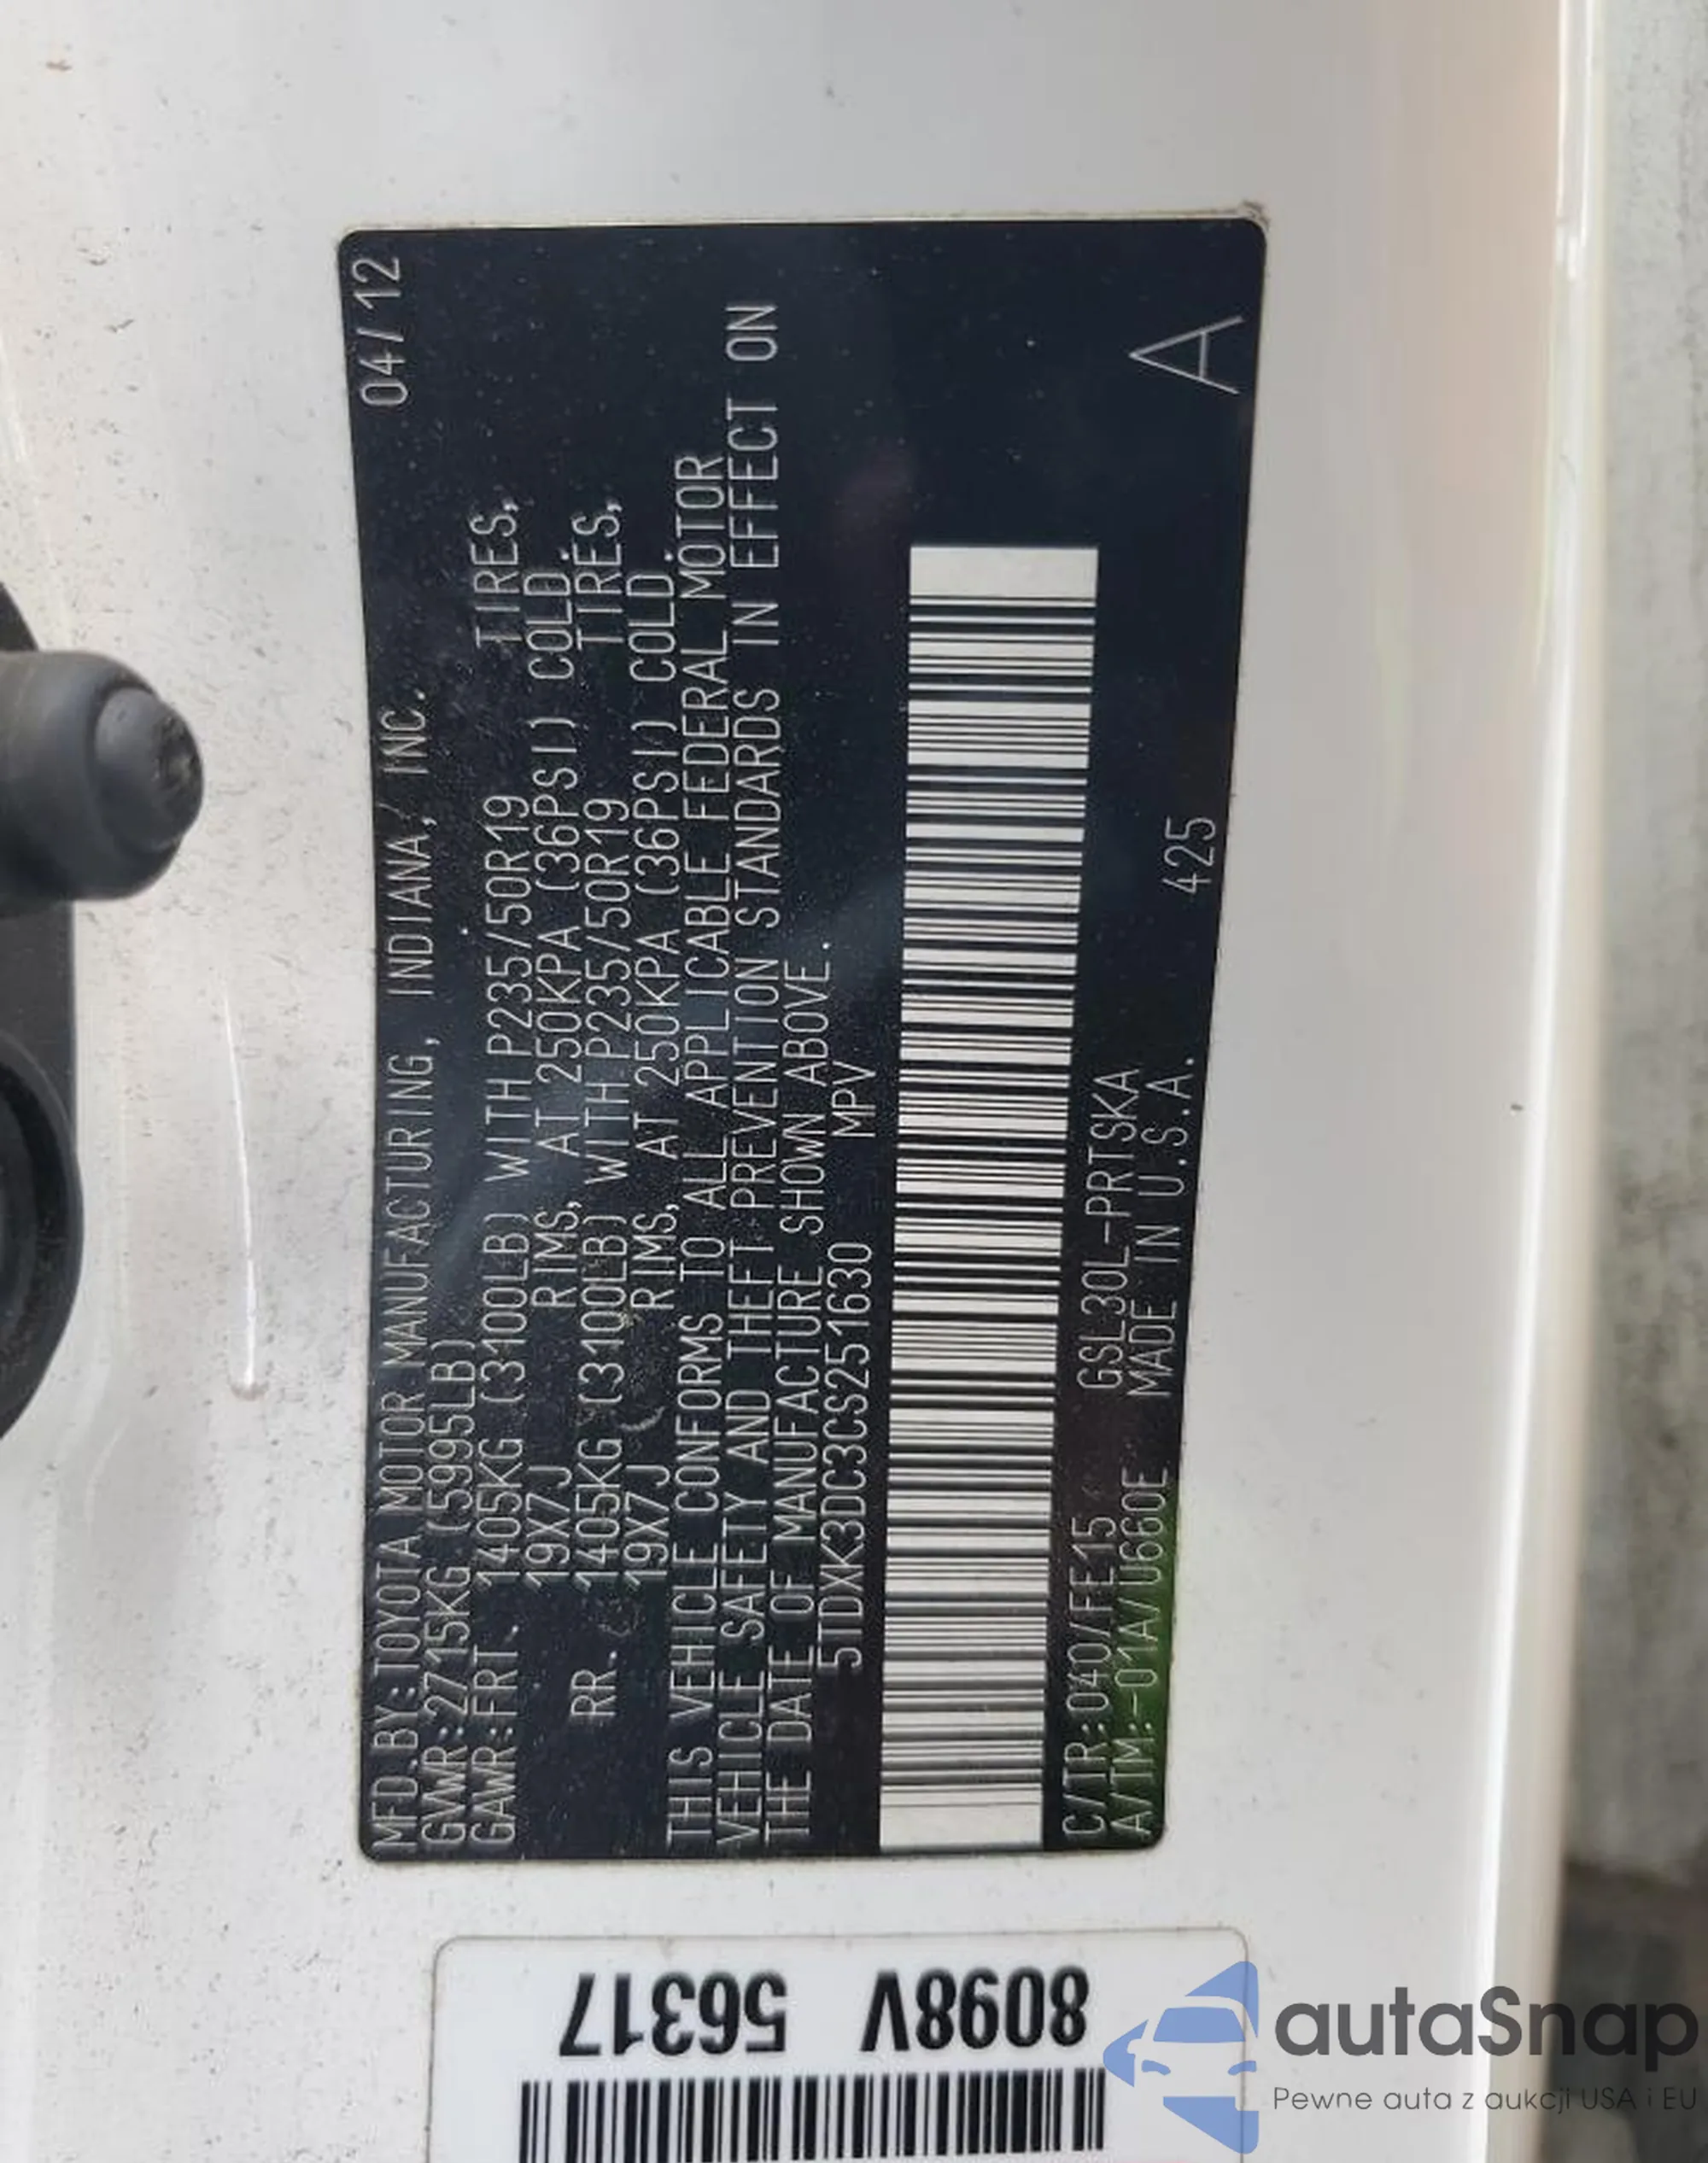 MFD.BY:TOYOTA MOTOR MANUFACTURING, INDIANA, INC. 04/12
GVWR:2715KG (5995LB)
GAWR:FRT. 1405KG (3100LB) WITH P235/50R19 TIRES,
19X7J RIMS, AT 250KPA (36PSI) COLD.
RR. 1405KG (3100LB) WITH P235/50R19 TIRES,
19X7J RIMS, AT 250KPA (36PSI) COLD.
THIS VEHICLE CONFORMS TO ALL APPLICABLE FEDERAL MOTOR
VEHICLE SAFETY AND THEFT PREVENTION STANDARDS IN EFFECT ON
THE DATE OF MANUFACTURE SHOWN ABOVE.
5TDXK3DC3CS251630 MPV
C/TR:040/FE15 GSL30L-PRTSKA
A/TM:-01A/U660E MADE IN U.S.A. 425 A
8098V 56317
autaSnap
Pewne auta z aukcji USA i EU